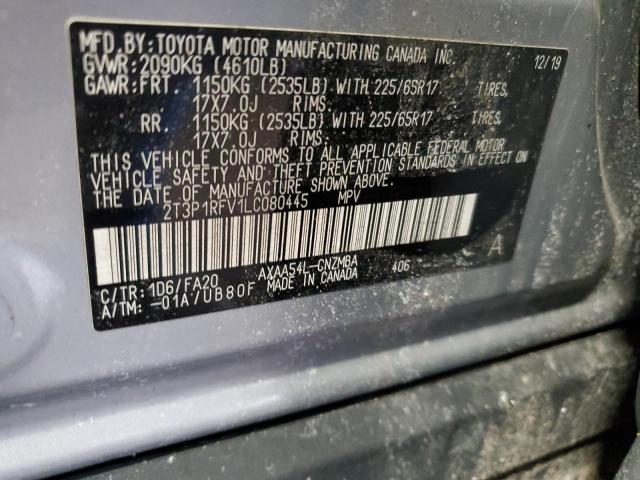 MFD.BY:TOYOTA MOTOR MANUFACTURING CANADA INC. 12/19
GVWR:2090KG (4610LB)
GAWR:FRT. 1150KG (2535LB) WITH 225/65R17 TIRES,
17X7.0J RIMS.
RR. 1150KG (2535LB) WITH 225/65R17 TIRES,
17X7.0J RIMS.
THIS VEHICLE CONFORMS TO ALL APPLICABLE FEDERAL MOTOR
VEHICLE SAFETY AND THEFT PREVENTION STANDARDS IN EFFECT ON
THE DATE OF MANUFACTURE SHOWN ABOVE.
2T3P1RFV1LC080445 MPV
A
C/TR:1D6/FA20 AXAA54L-CNZMBA 406
A/TM:-01A/UB80F MADE IN CANADA